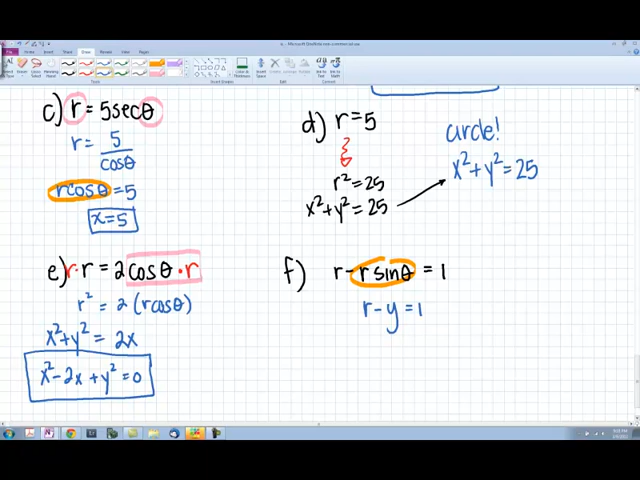 c) r = 5secθ
r = 5/cosθ
rcosθ = 5
x = 5
d) r = 5
r² = 25
x² + y² = 25
circle!
x² + y² = 25
e) r · r = 2cosθ · r
r² = 2 (rcosθ)
x² + y² = 2x
x² - 2x + y² = 0
f) r - r sinθ = 1
r - y = 1